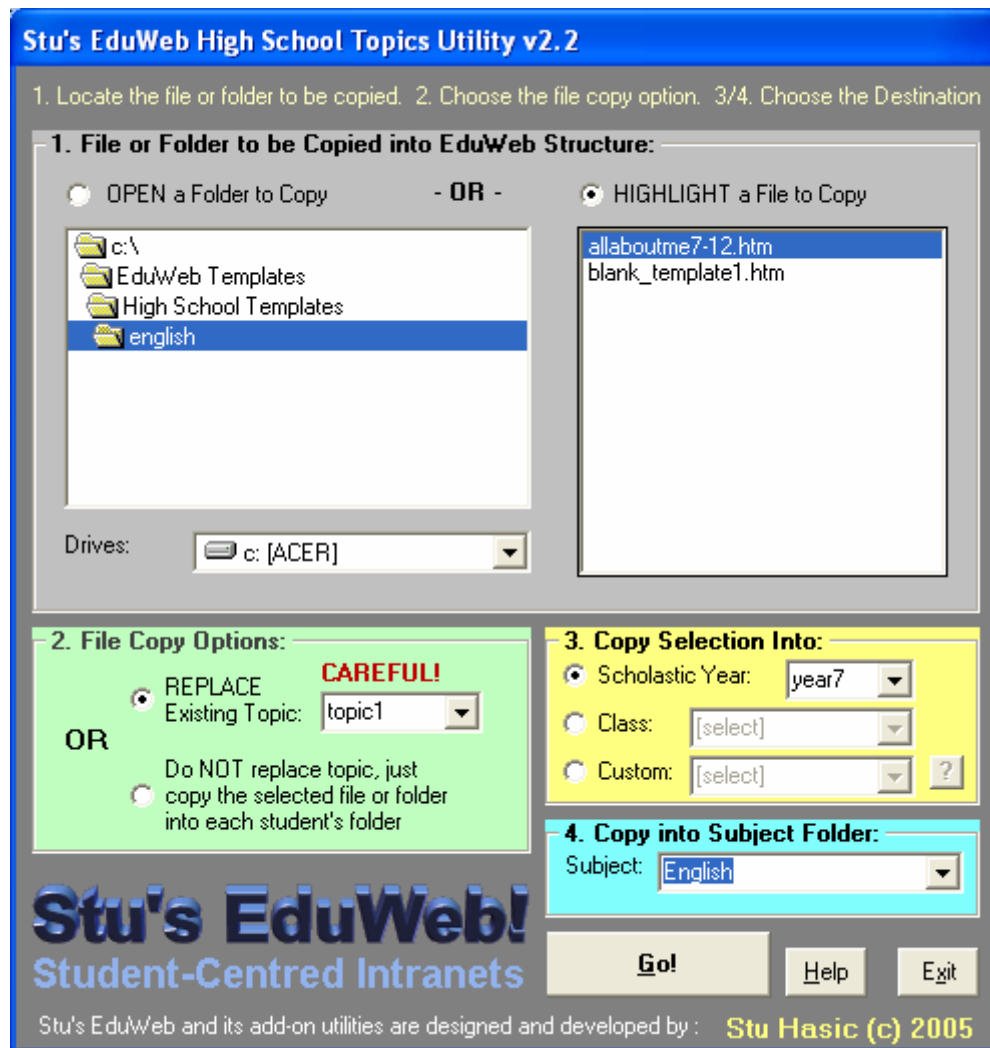 Stu's EduWeb High School Topics Utility v2.2
1. Locate the file or folder to be copied. 2. Choose the file copy option. 3/4. Choose the Destination
1. File or Folder to be Copied into EduWeb Structure:
OPEN a Folder to Copy - OR - HIGHLIGHT a File to Copy
c:\
EduWeb Templates
High School Templates
english
allaboutme7-12.htm
blank_template1.htm
Drives: c: [ACER]
2. File Copy Options:
CAREFUL!
REPLACE
Existing Topic: topic1
OR
Do NOT replace topic, just
copy the selected file or folder
into each student's folder
3. Copy Selection Into:
Scholastic Year: year7
Class: [select]
Custom: [select] ?
4. Copy into Subject Folder:
Subject: English
Stu's EduWeb!
Student-Centred Intranets
Go! Help Exit
Stu's EduWeb and its add-on utilities are designed and developed by : Stu Hasic (c) 2005